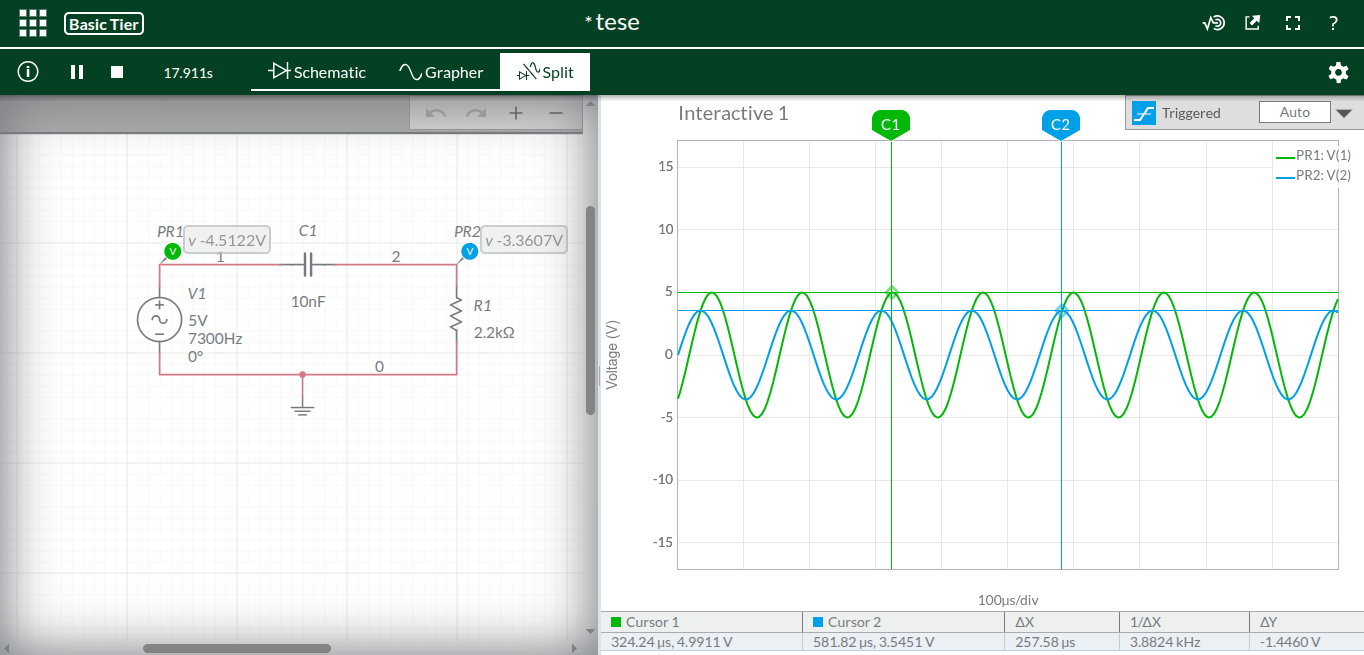 Basic Tier
* tese
?
17.911s
Schematic
Grapher
Split
Interactive 1
C1
C2
Triggered
Auto
PR1: V(1)
PR2: V(2)
15
10
5
0
-5
-10
-15
Voltage (V)
100µs/div
PR1
V
v -4.5122V
1
C1
10nF
2
PR2
V
v -3.3607V
V1
5V
7300Hz
0°
R1
2.2kΩ
0
Cursor 1 Cursor 2 ΔX 1/ΔX ΔY
324.24 µs, 4.9911 V 581.82 µs, 3.5451 V 257.58 µs 3.8824 kHz -1.4460 V